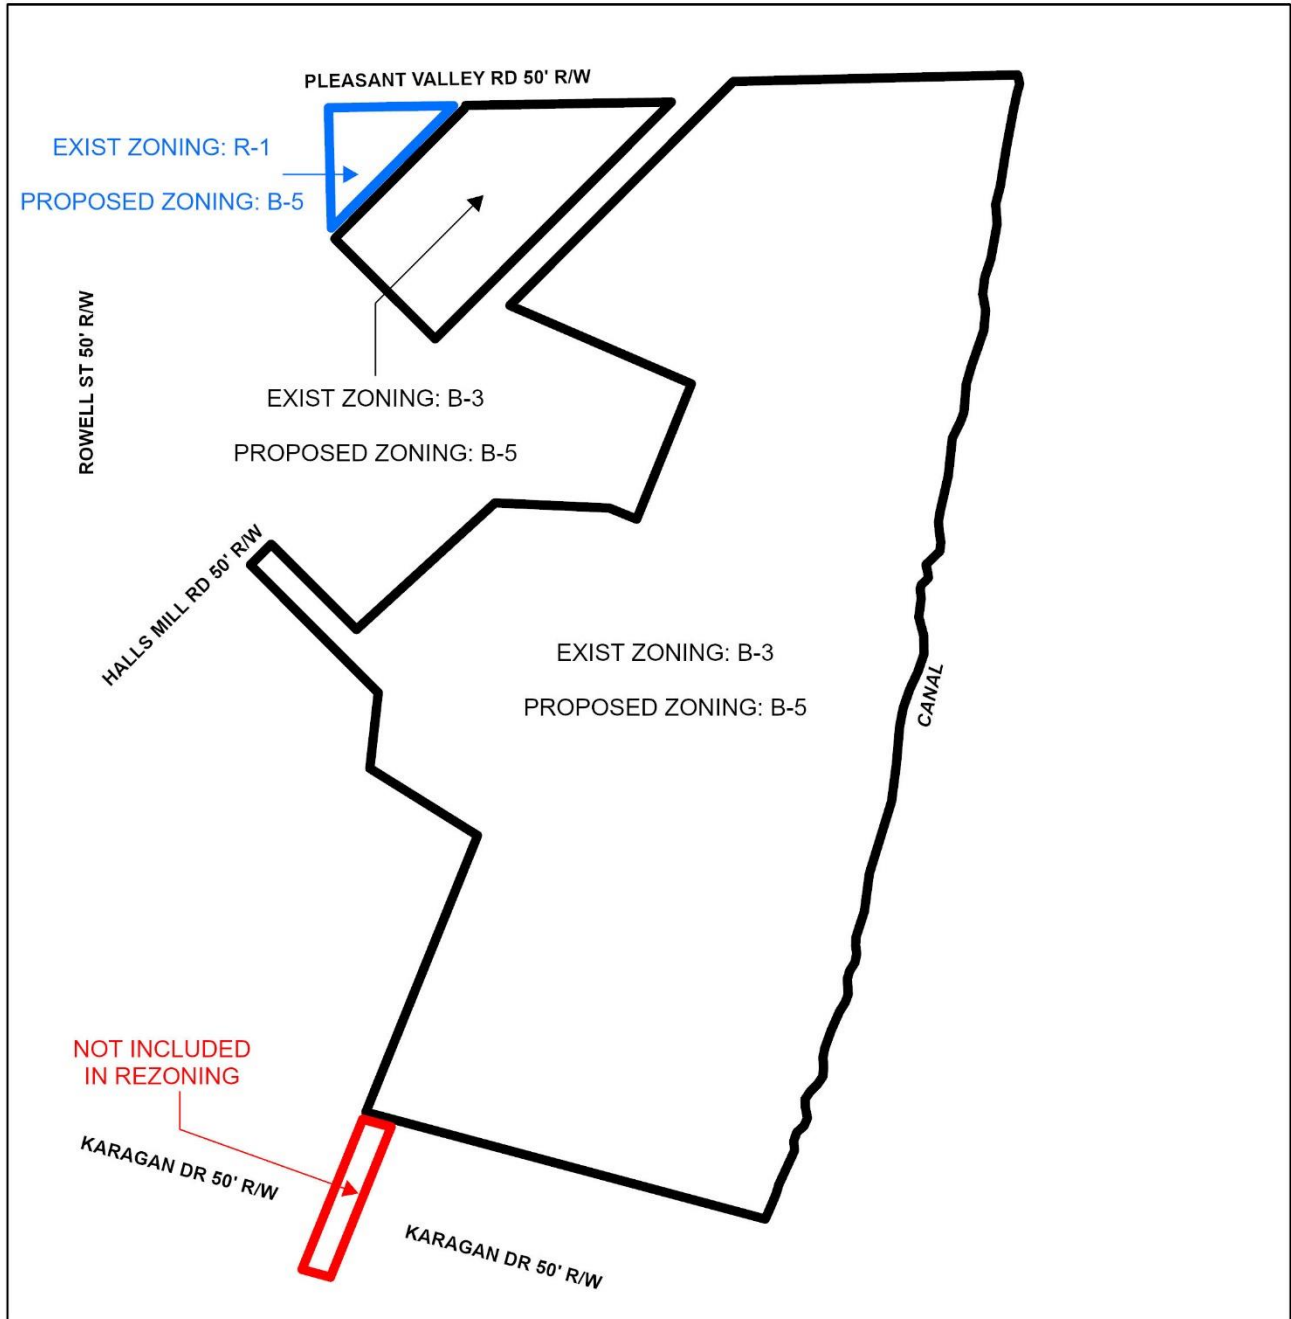 PLEASANT VALLEY RD 50' R/W
EXIST ZONING: R-1
PROPOSED ZONING: B-5
ROWELL ST 50' R/W
EXIST ZONING: B-3
PROPOSED ZONING: B-5
HALLS MILL RD 50' R/W
EXIST ZONING: B-3
PROPOSED ZONING: B-5
CANAL
NOT INCLUDED
IN REZONING
KARAGAN DR 50' R/W
KARAGAN DR 50' R/W